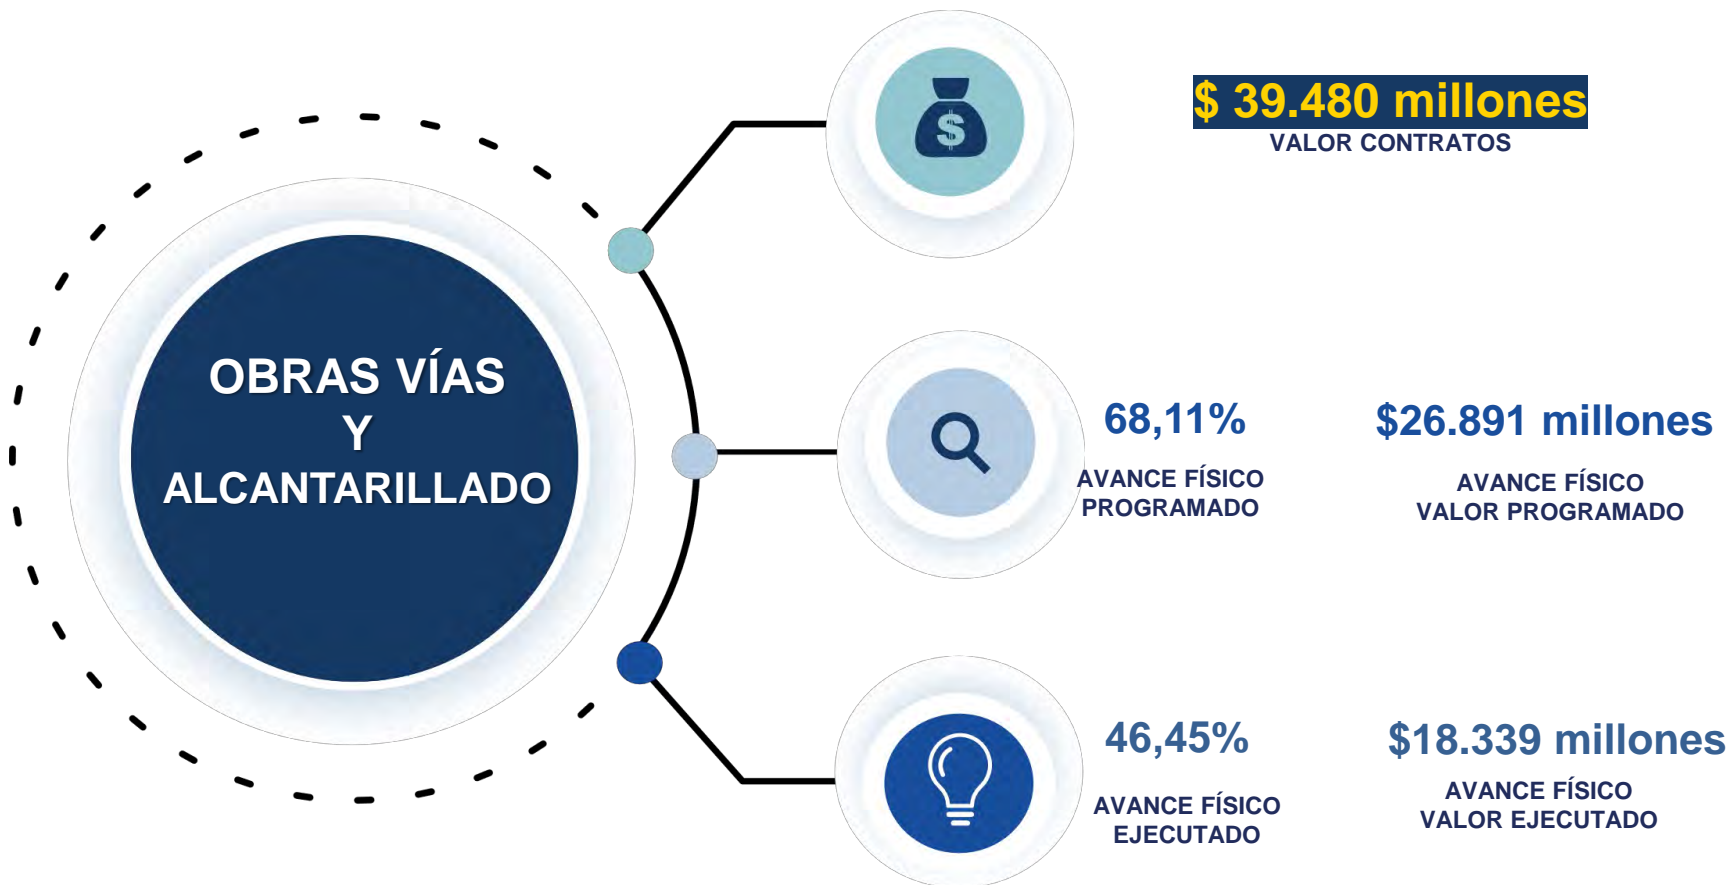 OBRAS VÍAS
Y
ALCANTARILLADO
$
$ 39.480 millones
VALOR CONTRATOS
68,11%
AVANCE FÍSICO
PROGRAMADO
$26.891 millones
AVANCE FÍSICO
VALOR PROGRAMADO
46,45%
AVANCE FÍSICO
EJECUTADO
$18.339 millones
AVANCE FÍSICO
VALOR EJECUTADO